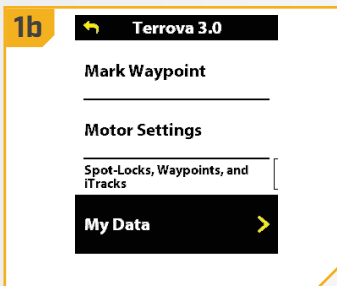 1b
Terrova 3.0
Mark Waypoint
Motor Settings
Spot-Locks, Waypoints, and
iTracks
My Data